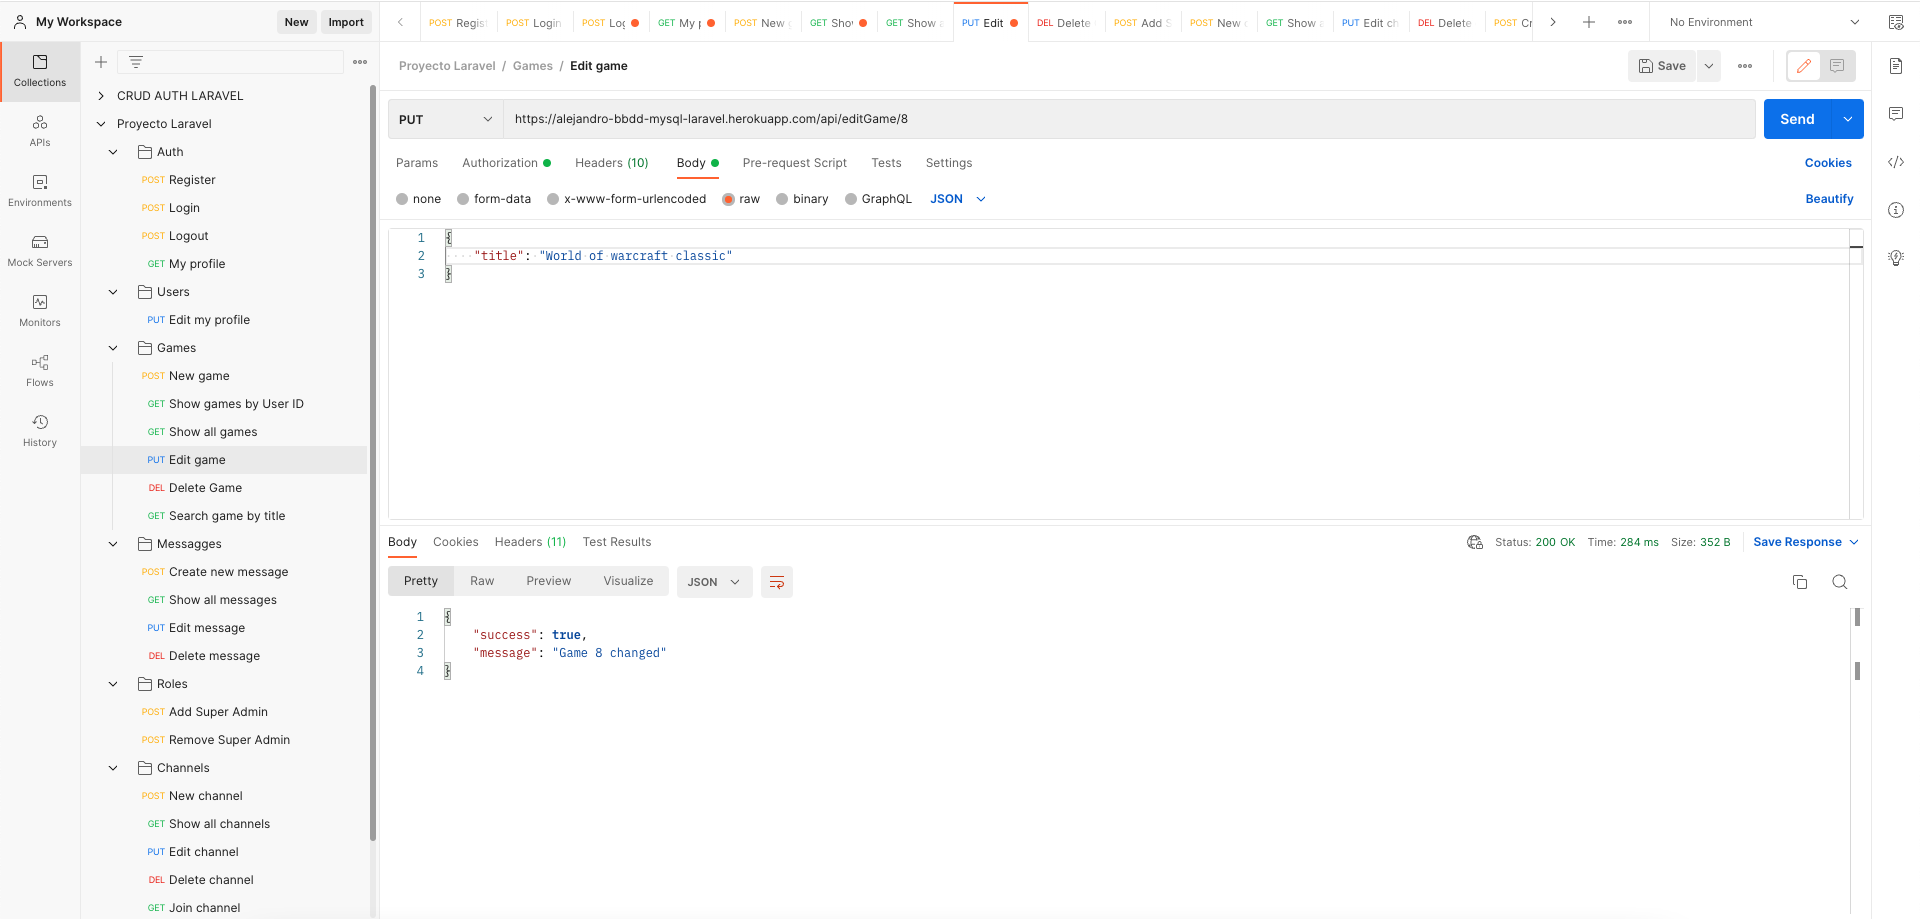 My Workspace
New
Import
POST Regis
POST Login
POST Log
GET My p
POST New g
GET Show
GET Show a
PUT Edit
DEL Delete
POST Add S
POST New c
GET Show a
PUT Edit ch
DEL Delete
POST Cr
No Environment
Collections
APIs
Environments
Mock Servers
Monitors
Flows
History
CRUD AUTH LARAVEL
Proyecto Laravel
Auth
POST Register
POST Login
POST Logout
GET My profile
Users
PUT Edit my profile
Games
POST New game
GET Show games by User ID
GET Show all games
PUT Edit game
DEL Delete Game
GET Search game by title
Messagges
POST Create new message
GET Show all messages
PUT Edit message
DEL Delete message
Roles
POST Add Super Admin
POST Remove Super Admin
Channels
POST New channel
GET Show all channels
PUT Edit channel
DEL Delete channel
GET Join channel
Proyecto Laravel / Games / Edit game
Save
PUT
https://alejandro-bbdd-mysql-laravel.herokuapp.com/api/editGame/8
Send
Params
Authorization
Headers (10)
Body
Pre-request Script
Tests
Settings
Cookies
none
form-data
x-www-form-urlencoded
raw
binary
GraphQL
JSON
Beautify
1 {
2 "title": "World of warcraft classic"
3 }
Body
Cookies
Headers (11)
Test Results
Status: 200 OK
Time: 284 ms
Size: 352 B
Save Response
Pretty
Raw
Preview
Visualize
JSON
1 {
2 "success": true,
3 "message": "Game 8 changed"
4 }